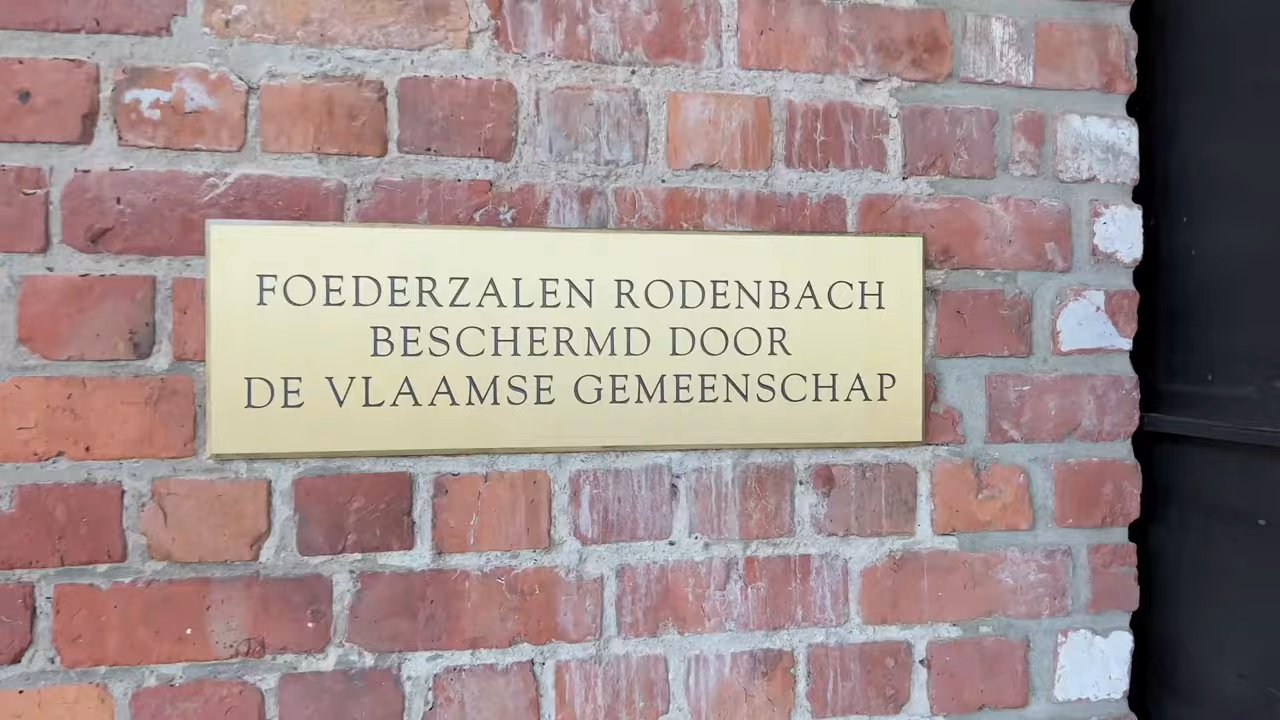 FOEDERZALEN RODENBACH
BESCHERMD DOOR
DE VLAAMSE GEMEENSCHAP